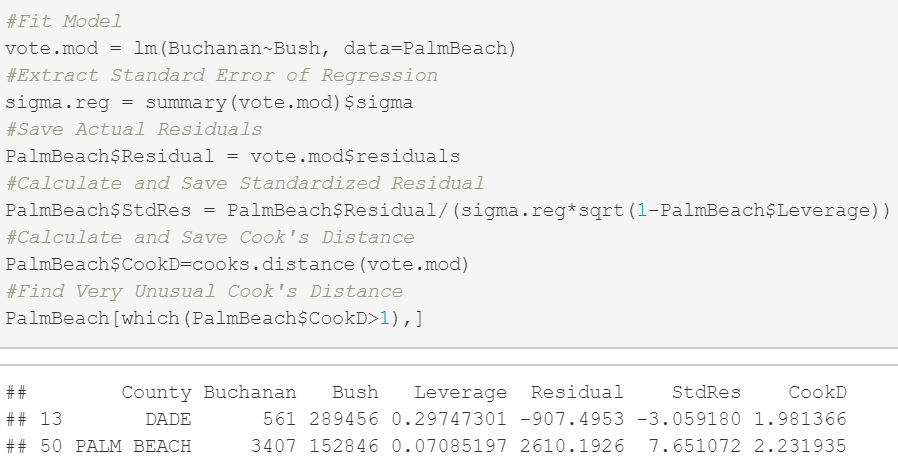 #Fit Model
vote.mod = lm(Buchanan~Bush, data=PalmBeach)
#Extract Standard Error of Regression
sigma.reg = summary(vote.mod)$sigma
#Save Actual Residuals
PalmBeach$Residual = vote.mod$residuals
#Calculate and Save Standardized Residual
PalmBeach$StdRes = PalmBeach$Residual/(sigma.reg*sqrt(1-PalmBeach$Leverage))
#Calculate and Save Cook's Distance
PalmBeach$CookD=cooks.distance(vote.mod)
#Find Very Unusual Cook's Distance
PalmBeach[which(PalmBeach$CookD>1),]
##         County Buchanan   Bush   Leverage  Residual    StdRes    CookD
## 13        DADE      561 289456 0.29747301 -907.4953 -3.059180 1.981366
## 50 PALM BEACH     3407 152846 0.07085197 2610.1926  7.651072 2.231935